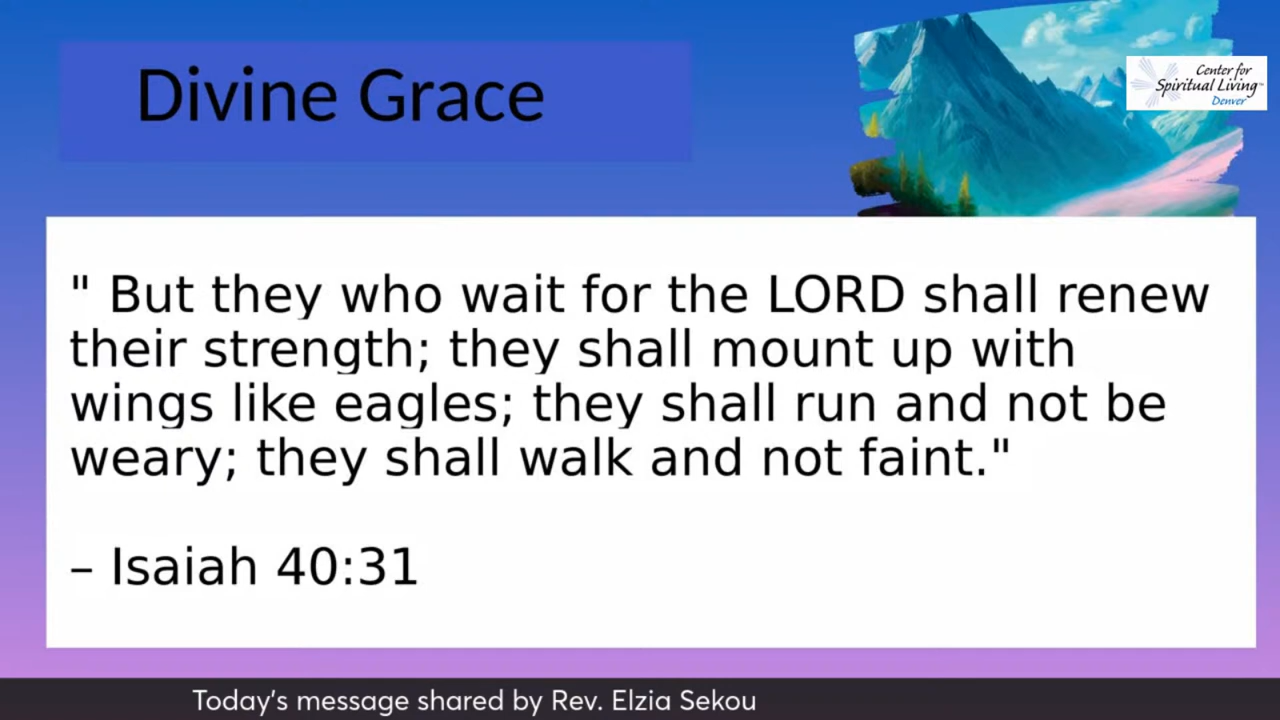 Divine Grace
Center for
Spiritual Living™
Denver
" But they who wait for the LORD shall renew
their strength; they shall mount up with
wings like eagles; they shall run and not be
weary; they shall walk and not faint."
– Isaiah 40:31
Today's message shared by Rev. Elzia Sekou